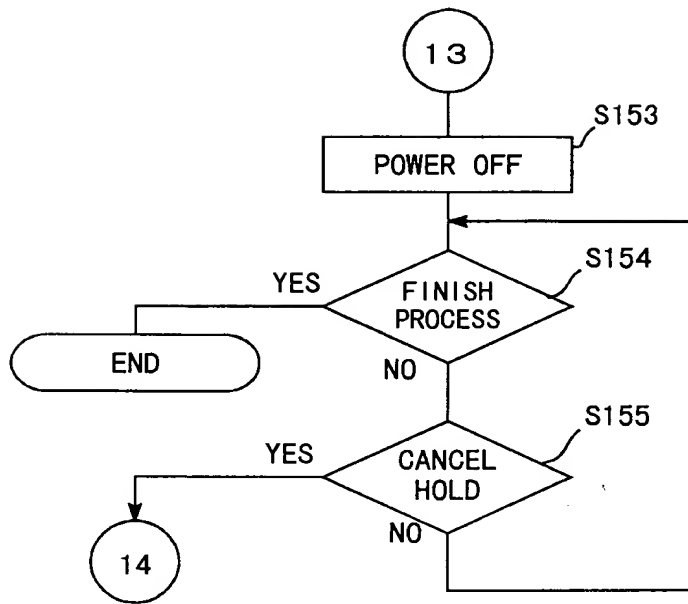 13
S153
POWER OFF
S154
YES
FINISH
PROCESS
END
NO
S155
YES
CANCEL
HOLD
NO
14